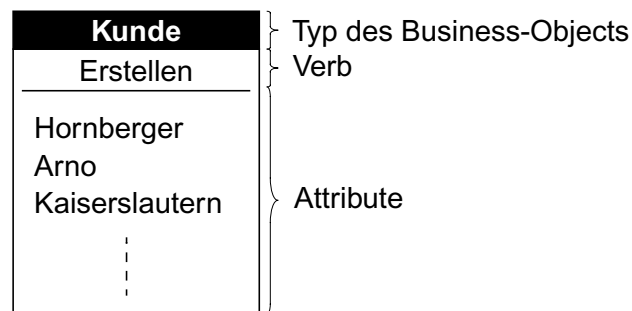 Kunde
Typ des Business-Objects
Erstellen
Verb
Hornberger
Arno
Kaiserslautern
Attribute